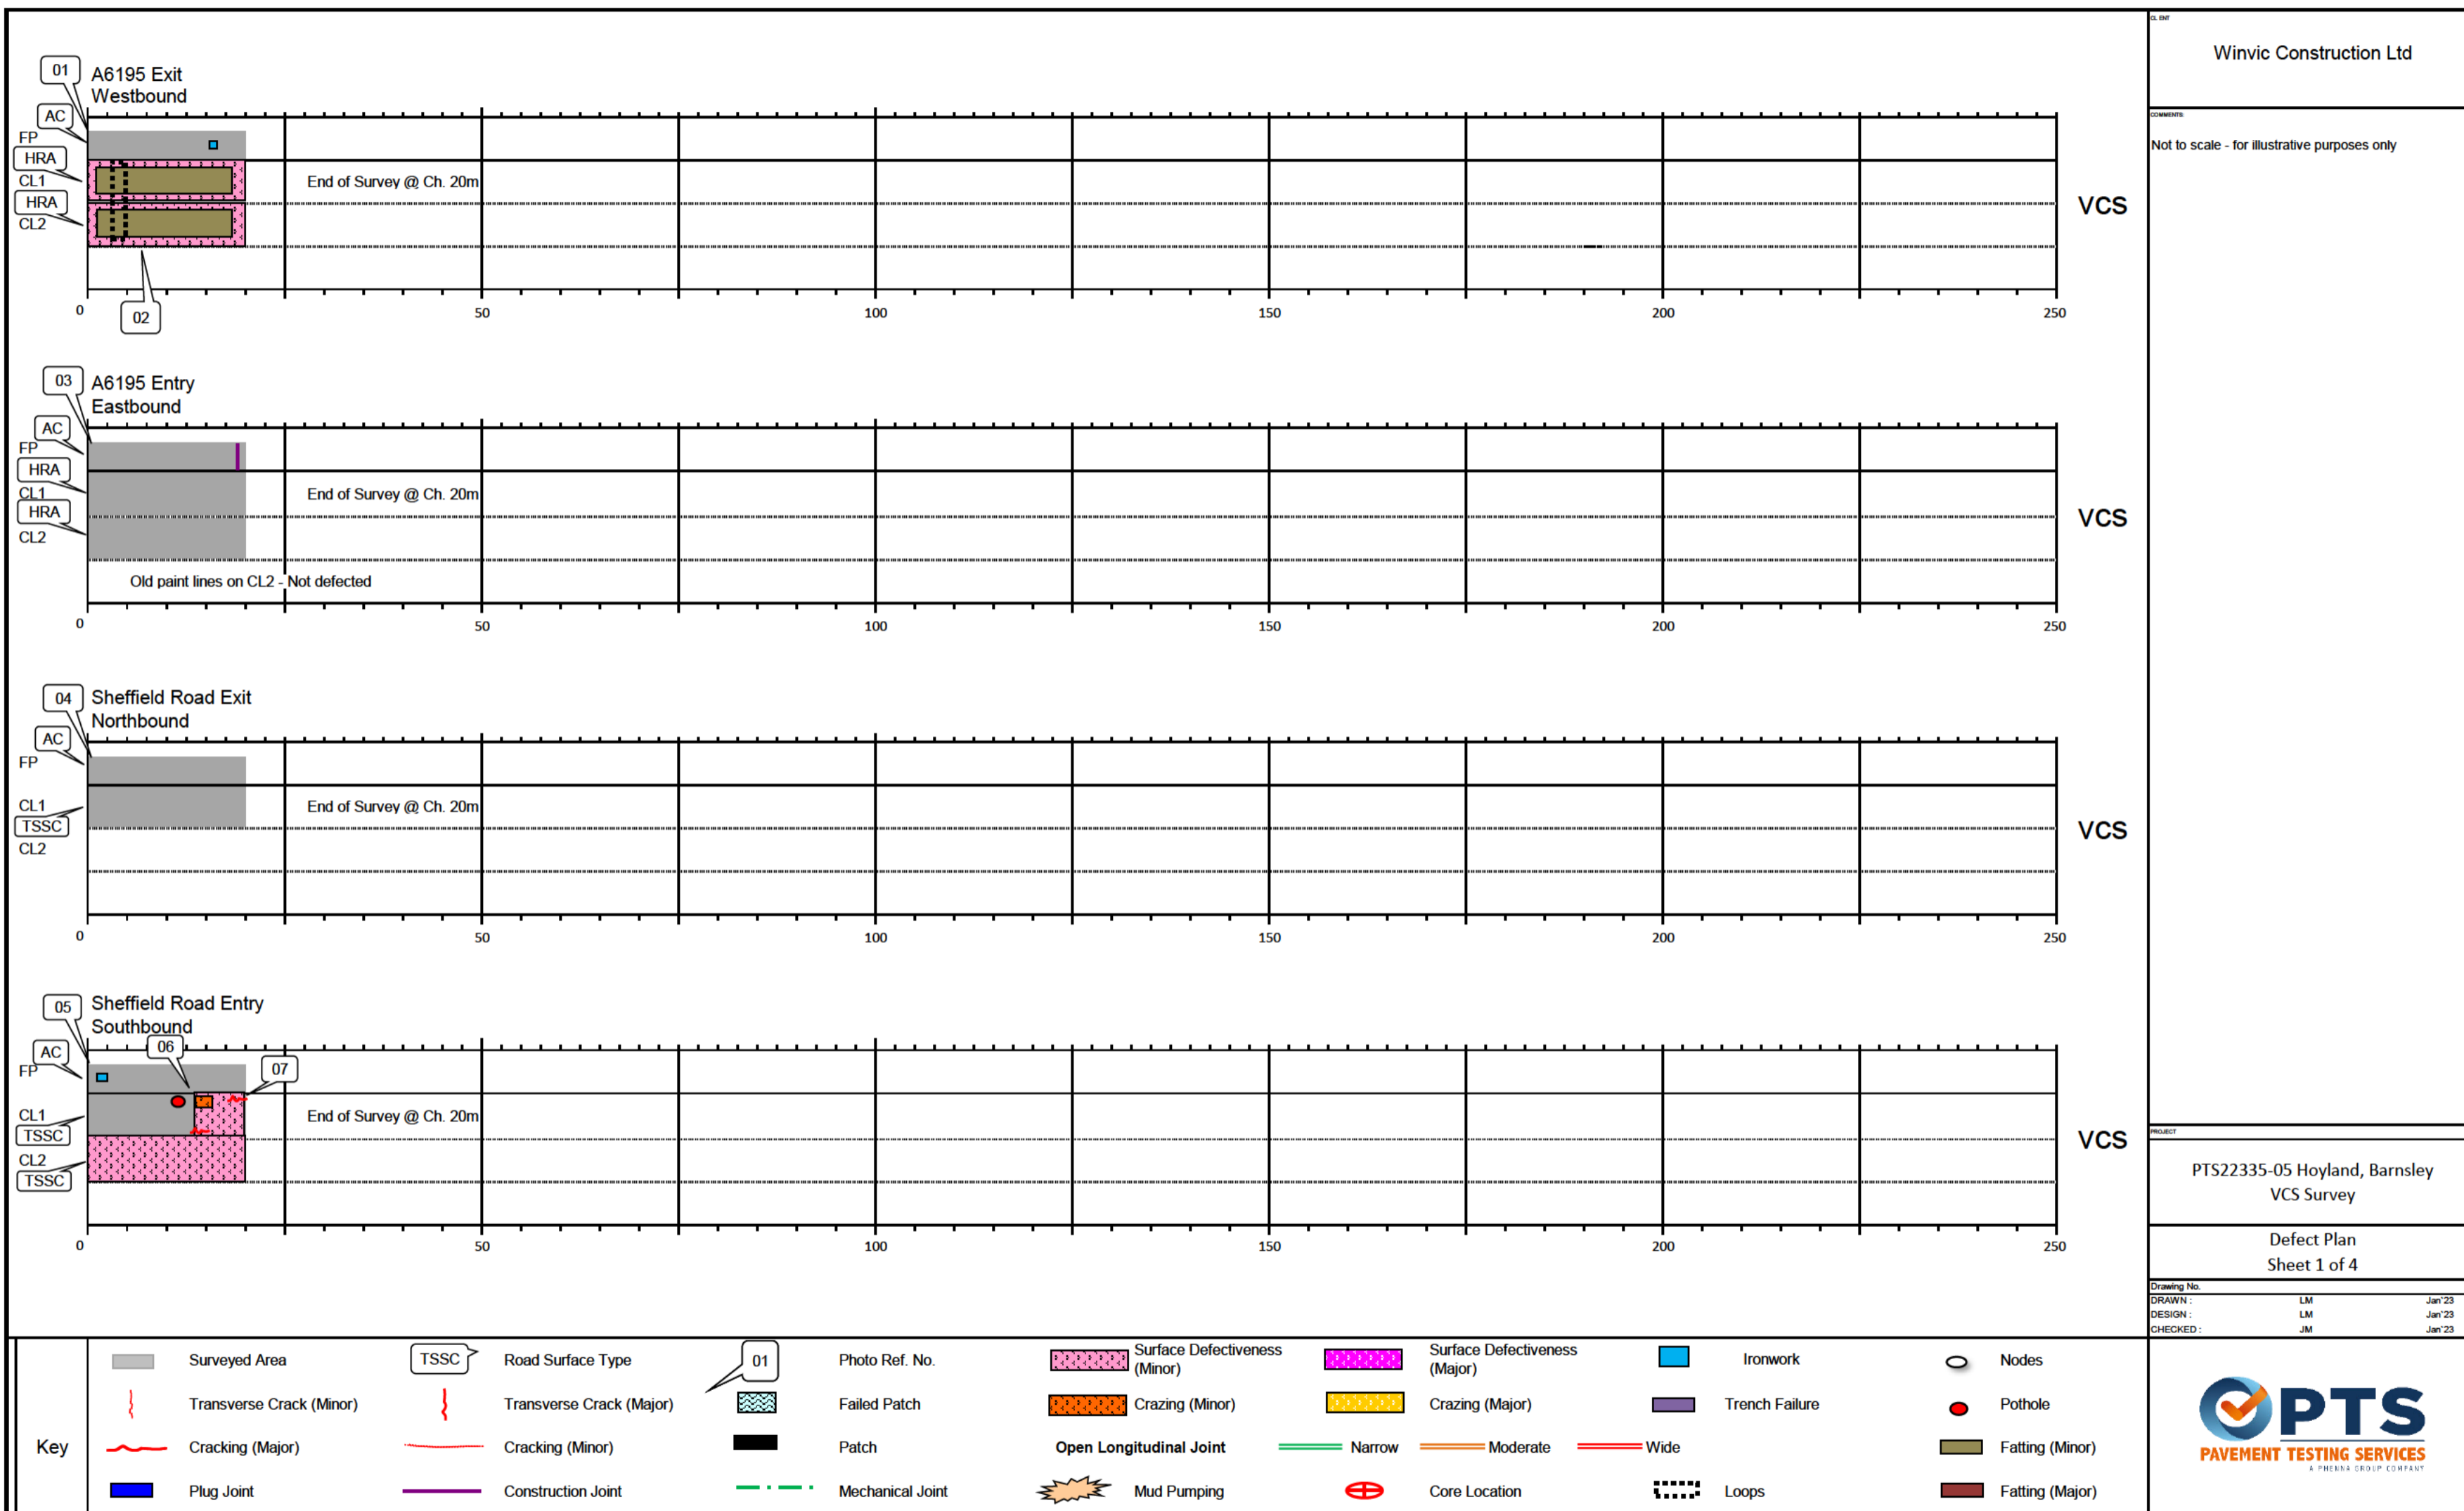 01
A6195 Exit
Westbound
AC
FP
HRA
CL1
HRA
CL2
End of Survey @ Ch. 20m
VCS
02
0
50
100
150
200
250
03
A6195 Entry
Eastbound
AC
FP
HRA
CL1
HRA
CL2
End of Survey @ Ch. 20m
VCS
Old paint lines on CL2 - Not defected
0
50
100
150
200
250
04
Sheffield Road Exit
Northbound
AC
FP
CL1
TSSC
CL2
End of Survey @ Ch. 20m
VCS
0
50
100
150
200
250
05
Sheffield Road Entry
Southbound
06
AC
FP
07
CL1
TSSC
CL2
TSSC
End of Survey @ Ch. 20m
VCS
0
50
100
150
200
250
CL ENT
Winvic Construction Ltd
COMMENTS:
Not to scale - for illustrative purposes only
PROJECT
PTS22335-05 Hoyland, Barnsley
VCS Survey
Defect Plan
Sheet 1 of 4
Drawing No.
DRAWN : LM Jan'23
DESIGN : LM Jan'23
CHECKED : JM Jan'23
Key
Surveyed Area
TSSC Road Surface Type
01 Photo Ref. No.
Surface Defectiveness
(Minor)
Surface Defectiveness
(Major)
Ironwork
Nodes
Transverse Crack (Minor)
Transverse Crack (Major)
Failed Patch
Crazing (Minor)
Crazing (Major)
Trench Failure
Pothole
Cracking (Major)
Cracking (Minor)
Patch
Open Longitudinal Joint
Narrow
Moderate
Wide
Fatting (Minor)
Plug Joint
Construction Joint
Mechanical Joint
Mud Pumping
Core Location
Loops
Fatting (Major)
PTS
PAVEMENT TESTING SERVICES
A PHENNA GROUP COMPANY